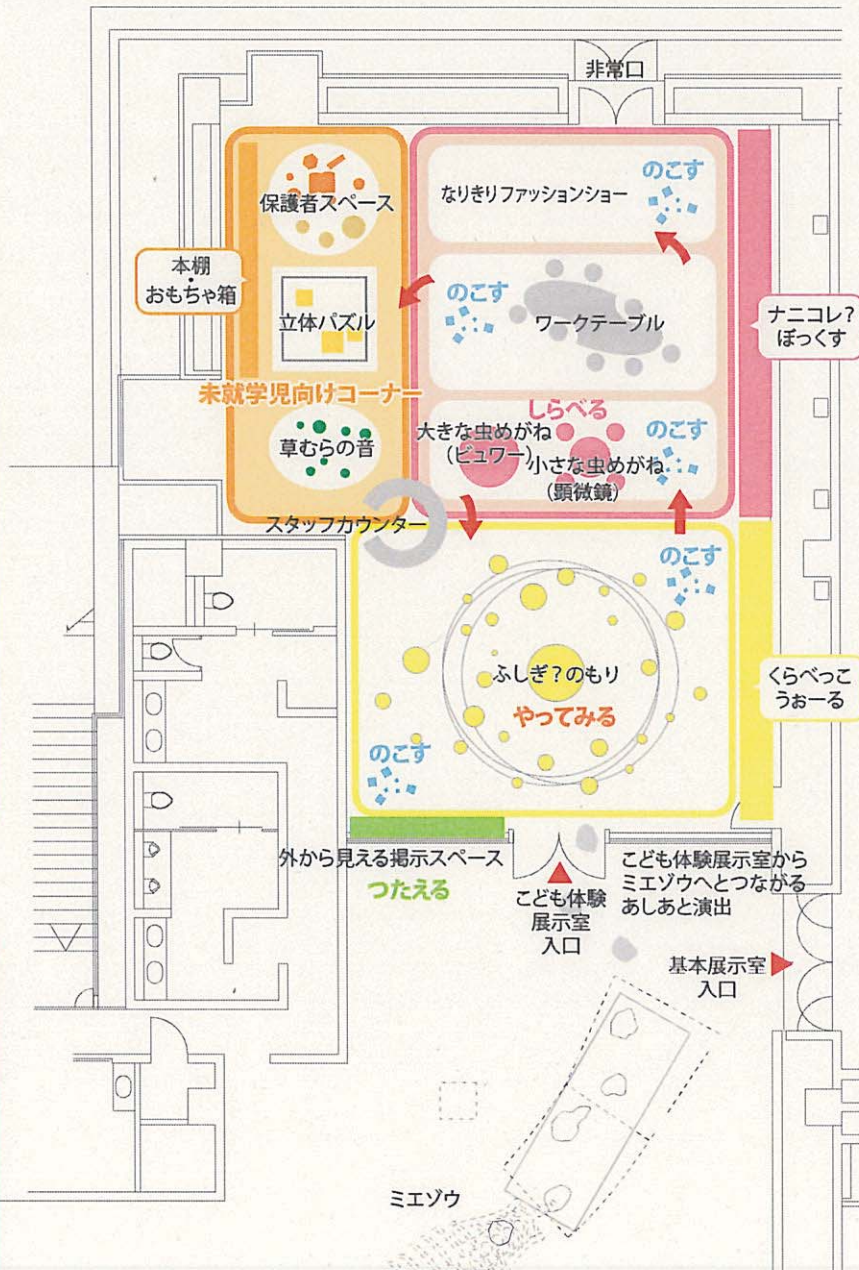 非常口
保護者スペース
なりきりファッションショー
のこす
本棚
・
おもちゃ箱
立体パズル
のこす
ワークテーブル
ナニコレ？
ぼっくす
未就学児向けコーナー
草むらの音
しらべる
大きな虫めがね
（ビュワー）
小さな虫めがね
（顕微鏡）
のこす
スタッフカウンター
のこす
ふしぎ？のもり
やってみる
くらべっこ
うぉーる
のこす
外から見える掲示スペース
つたえる
こども体験
展示室
入口
こども体験展示室から
ミエゾウへとつながる
あしあと演出
基本展示室
入口
ミエゾウ